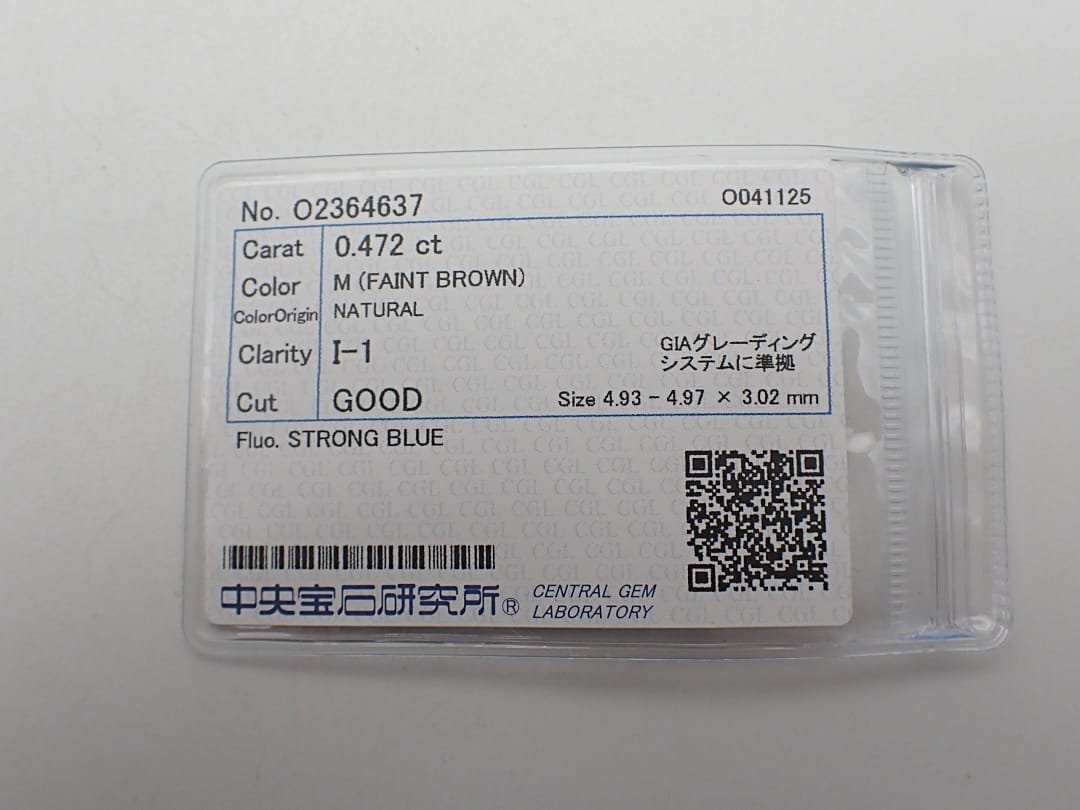 No. O2364637
O041125
Carat 0.472 ct
Color M (FAINT BROWN)
ColorOrigin NATURAL
Clarity I-1
GIAグレーディング
システムに準拠
Cut GOOD
Size 4.93 - 4.97 × 3.02 mm
Fluo. STRONG BLUE
中央宝石研究所®
CENTRAL GEM
LABORATORY